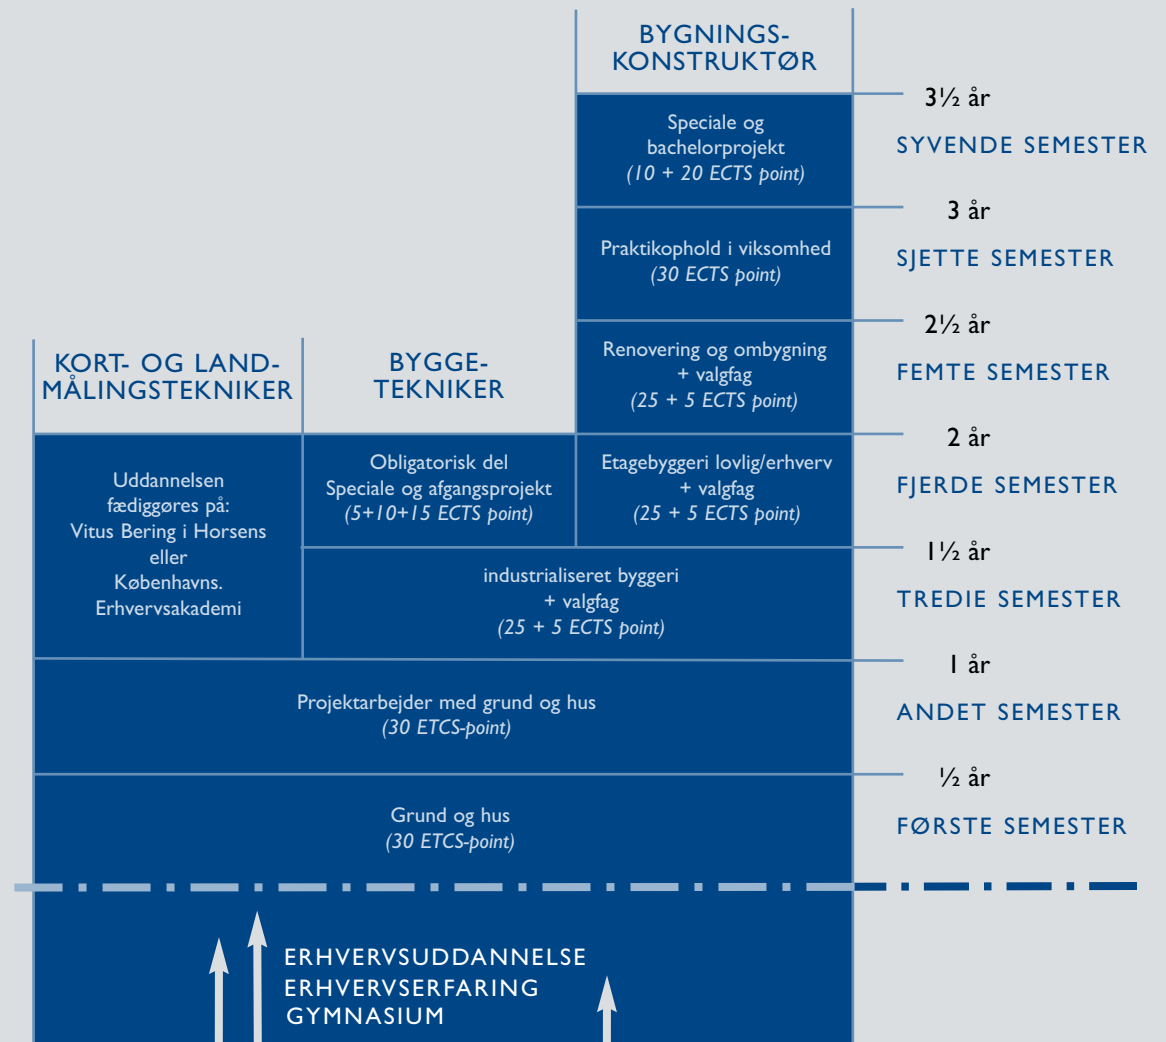 BYGNINGS-
KONSTRUKTØR
3½ år
Speciale og
bachelorprojekt
(10 + 20 ECTS point)
SYVENDE SEMESTER
3 år
Praktikophold i viksomhed
(30 ECTS point)
SJETTE SEMESTER
2½ år
KORT- OG LAND-
MÅLINGSTEKNIKER
BYGGE-
TEKNIKER
Renovering og ombygning
+ valgfag
(25 + 5 ECTS point)
FEMTE SEMESTER
2 år
Uddannelsen
fædiggøres på:
Vitus Bering i Horsens
eller
Københavns.
Erhvervsakademi
Obligatorisk del
Speciale og afgangsprojekt
(5+10+15 ECTS point)
Etagebyggeri lovlig/erhverv
+ valgfag
(25 + 5 ECTS point)
FJERDE SEMESTER
1½ år
industrialiseret byggeri
+ valgfag
(25 + 5 ECTS point)
TREDIE SEMESTER
1 år
Projektarbejder med grund og hus
(30 ETCS-point)
ANDET SEMESTER
½ år
Grund og hus
(30 ETCS-point)
FØRSTE SEMESTER
ERHVERVSUDDANNELSE
ERHVERVSERFARING
GYMNASIUM